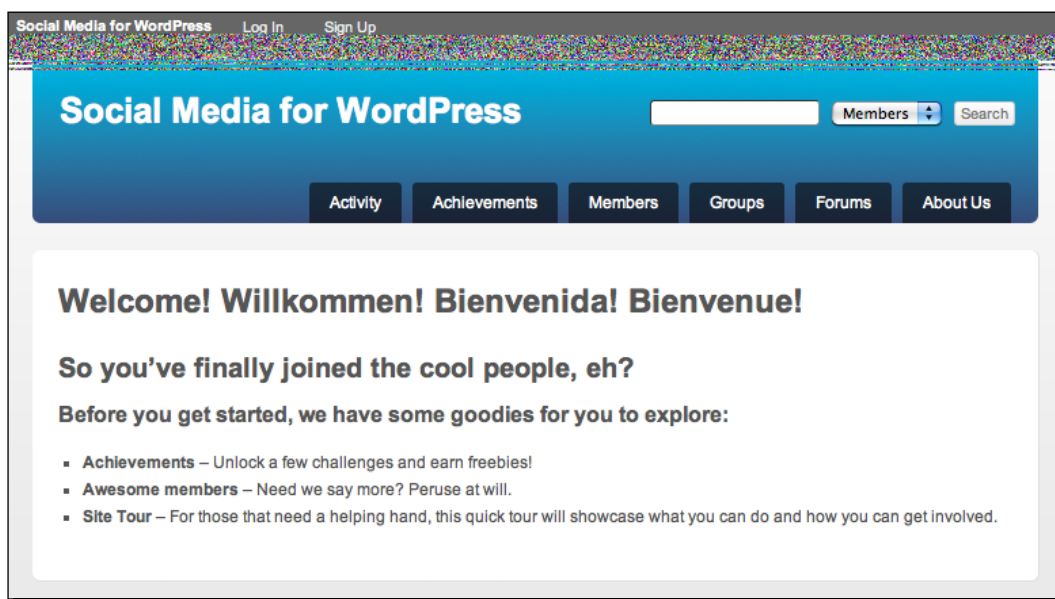 Social Media for WordPress Log In Sign Up
Social Media for WordPress
Members Search
Activity Achievements Members Groups Forums About Us
Welcome! Willkommen! Bienvenida! Bienvenue!
So you’ve finally joined the cool people, eh?
Before you get started, we have some goodies for you to explore:
Achievements – Unlock a few challenges and earn freebies!
Awesome members – Need we say more? Peruse at will.
Site Tour – For those that need a helping hand, this quick tour will showcase what you can do and how you can get involved.